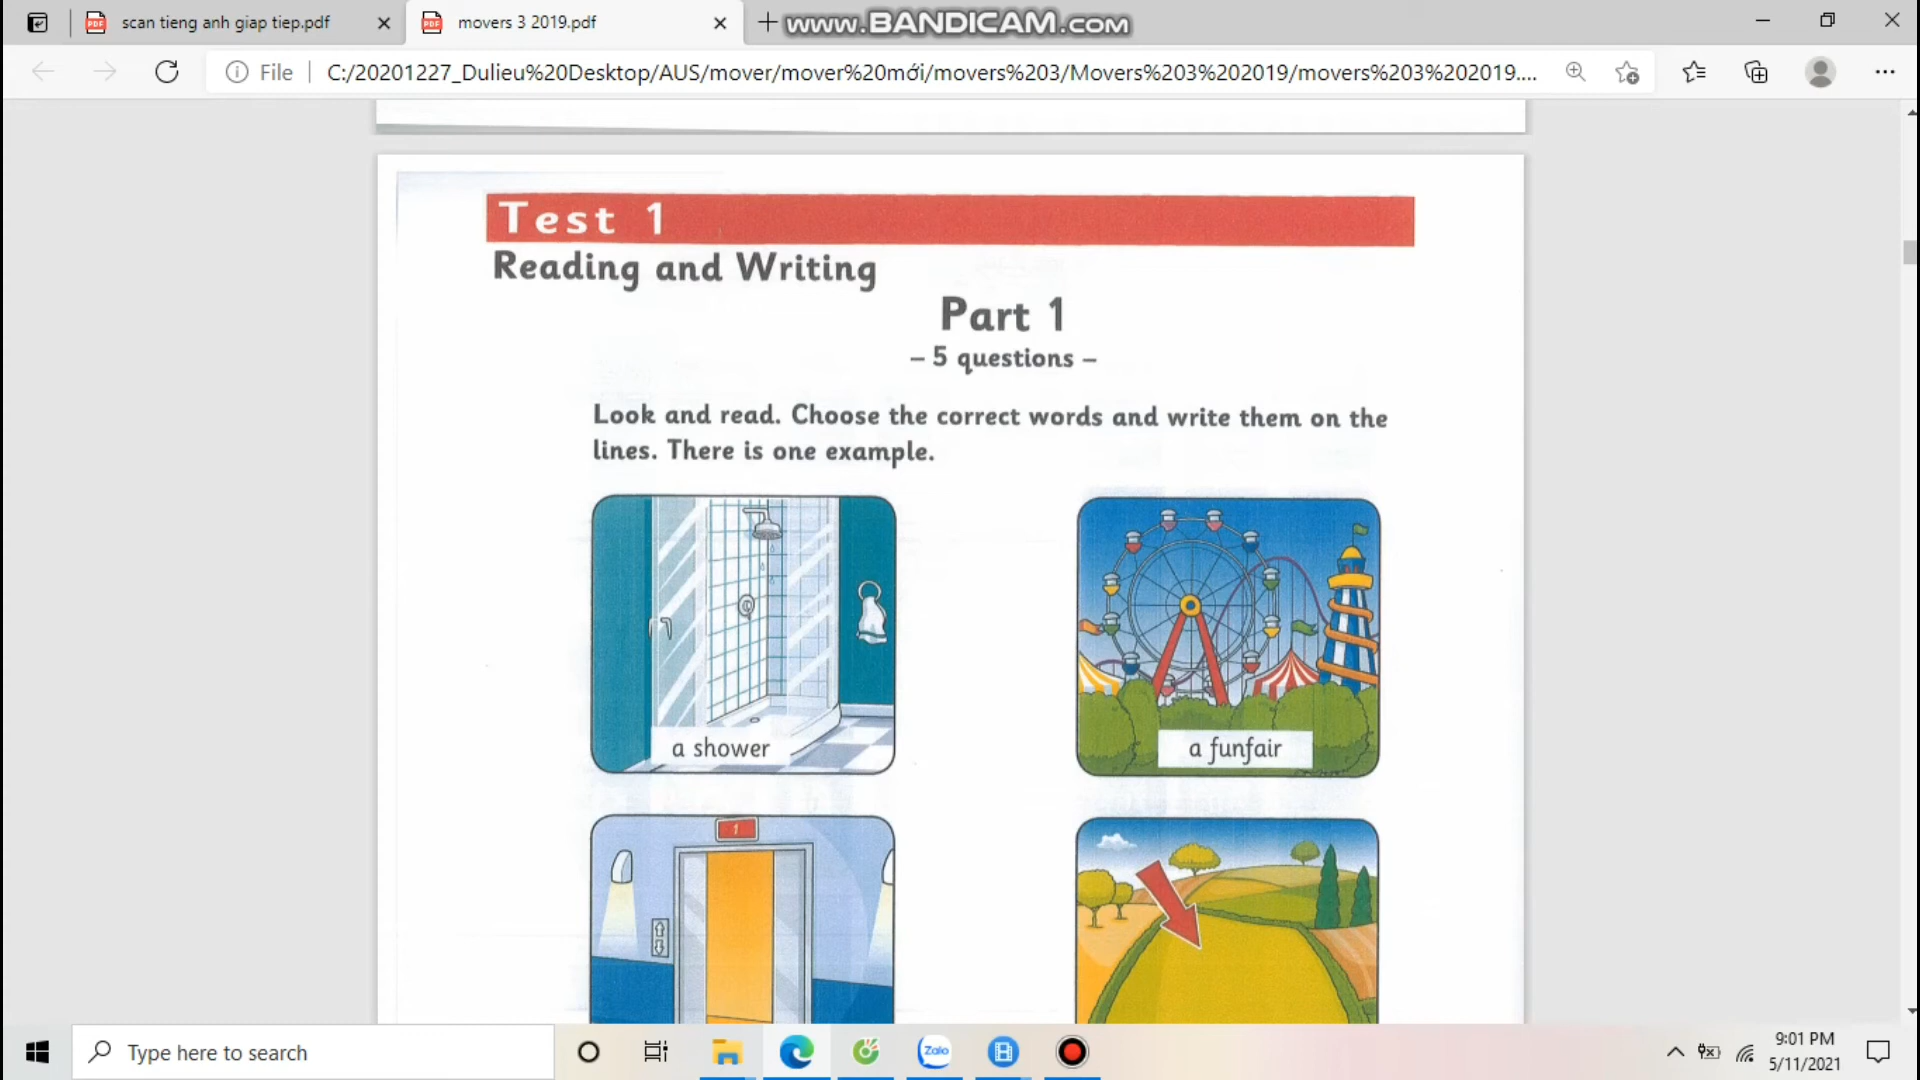 scan tieng anh giap tiep.pdf
movers 3 2019.pdf
www.BANDICAM.com
File
C:/20201227_Dulieu%20Desktop/AUS/mover/mover%20mới/movers%203/Movers%203%202019/movers%203%202019....
Test 1
Reading and Writing
Part 1
– 5 questions –
Look and read. Choose the correct words and write them on the
lines. There is one example.
a shower
a funfair
1
Type here to search
Zalo
9:01 PM
5/11/2021